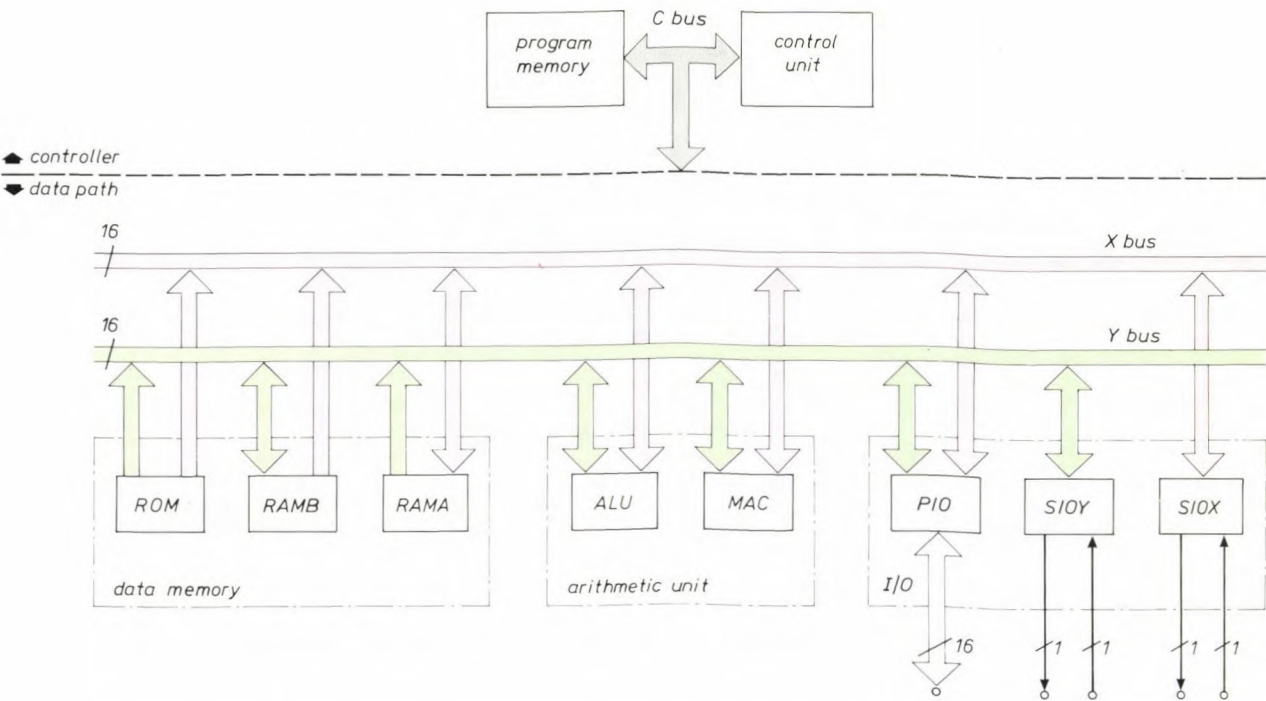 C bus
program
memory
control
unit
controller
data path
16
X bus
16
Y bus
ROM
RAMB
RAMA
ALU
MAC
PIO
SIOY
SIOX
data memory
arithmetic unit
I/O
16
1
1
1
1